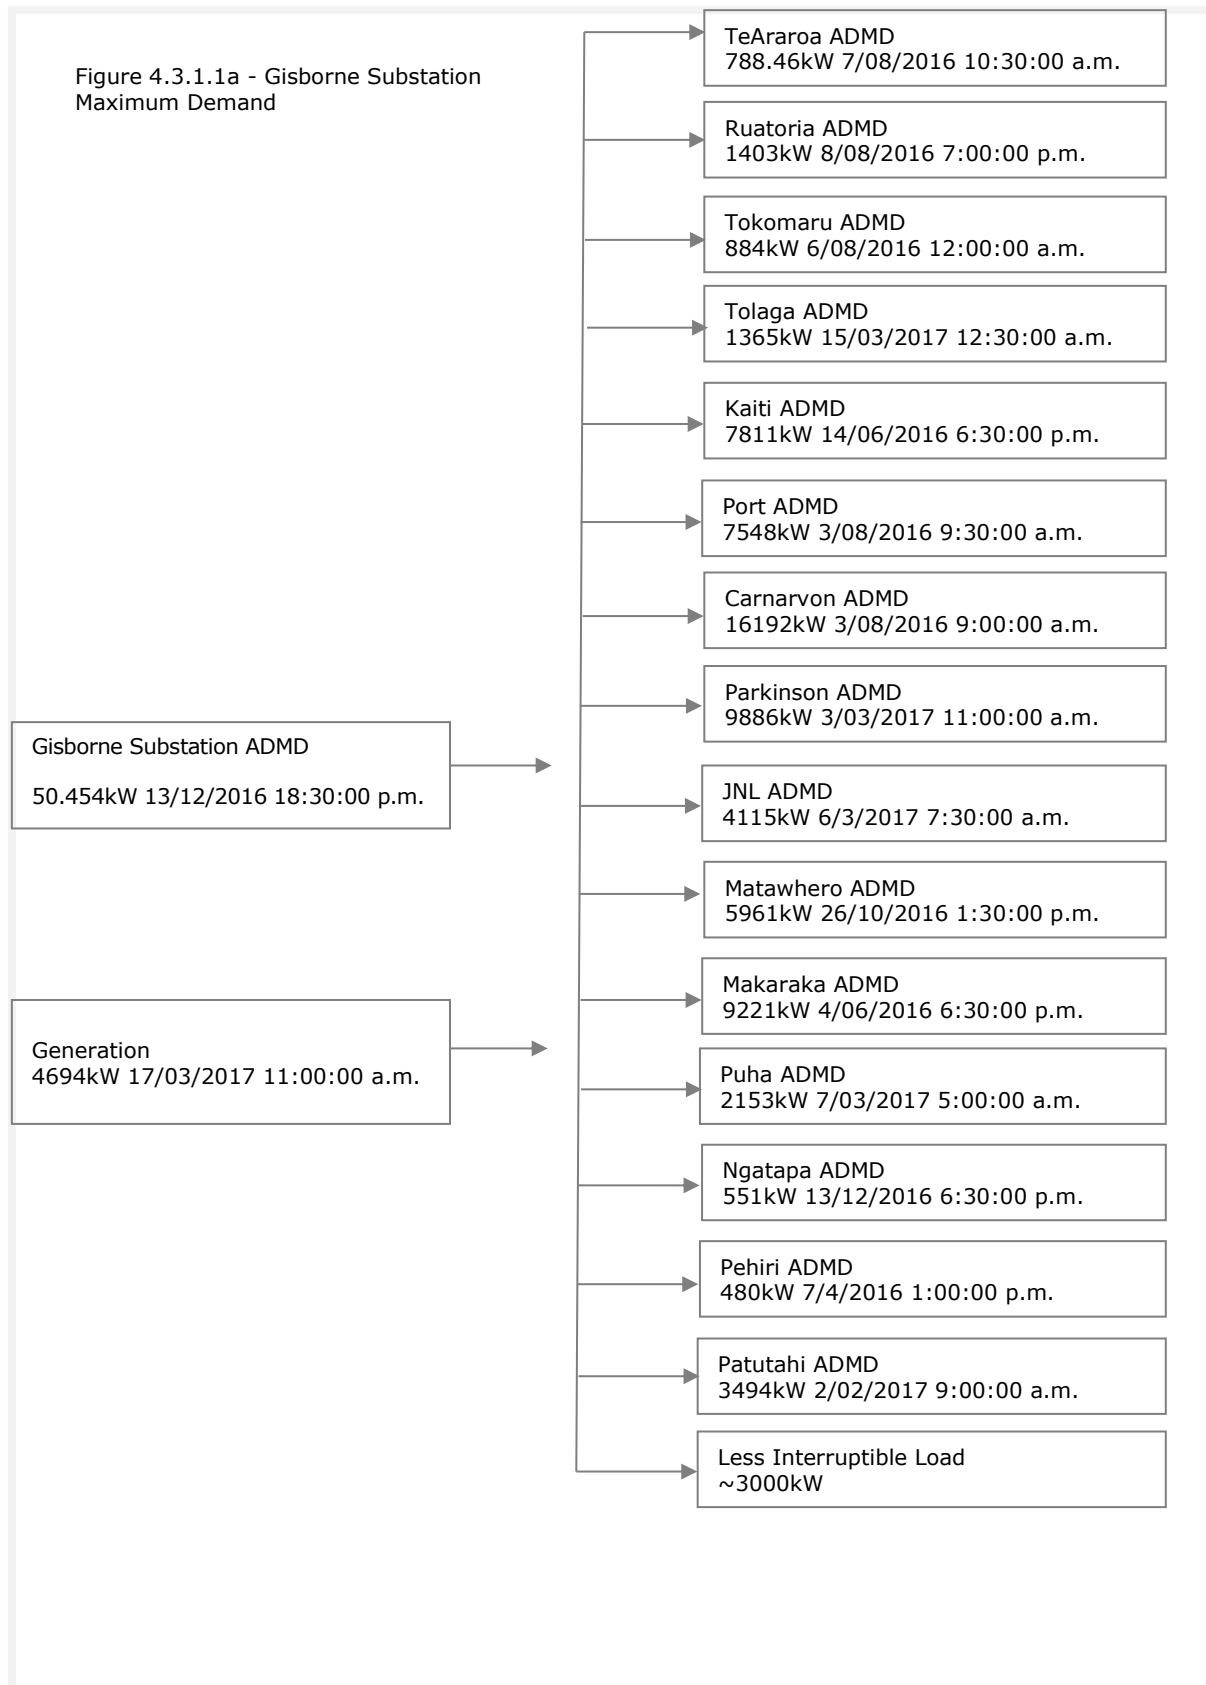 Figure 4.3.1.1a - Gisborne Substation
Maximum Demand
TeAraroa ADMD
788.46kW 7/08/2016 10:30:00 a.m.
Ruatoria ADMD
1403kW 8/08/2016 7:00:00 p.m.
Tokomaru ADMD
884kW 6/08/2016 12:00:00 a.m.
Tolaga ADMD
1365kW 15/03/2017 12:30:00 a.m.
Kaiti ADMD
7811kW 14/06/2016 6:30:00 p.m.
Port ADMD
7548kW 3/08/2016 9:30:00 a.m.
Carnarvon ADMD
16192kW 3/08/2016 9:00:00 a.m.
Parkinson ADMD
9886kW 3/03/2017 11:00:00 a.m.
Gisborne Substation ADMD
50.454kW 13/12/2016 18:30:00 p.m.
JNL ADMD
4115kW 6/3/2017 7:30:00 a.m.
Matawhero ADMD
5961kW 26/10/2016 1:30:00 p.m.
Makaraka ADMD
9221kW 4/06/2016 6:30:00 p.m.
Generation
4694kW 17/03/2017 11:00:00 a.m.
Puha ADMD
2153kW 7/03/2017 5:00:00 a.m.
Ngatapa ADMD
551kW 13/12/2016 6:30:00 p.m.
Pehiri ADMD
480kW 7/4/2016 1:00:00 p.m.
Patutahi ADMD
3494kW 2/02/2017 9:00:00 a.m.
Less Interruptible Load
~3000kW